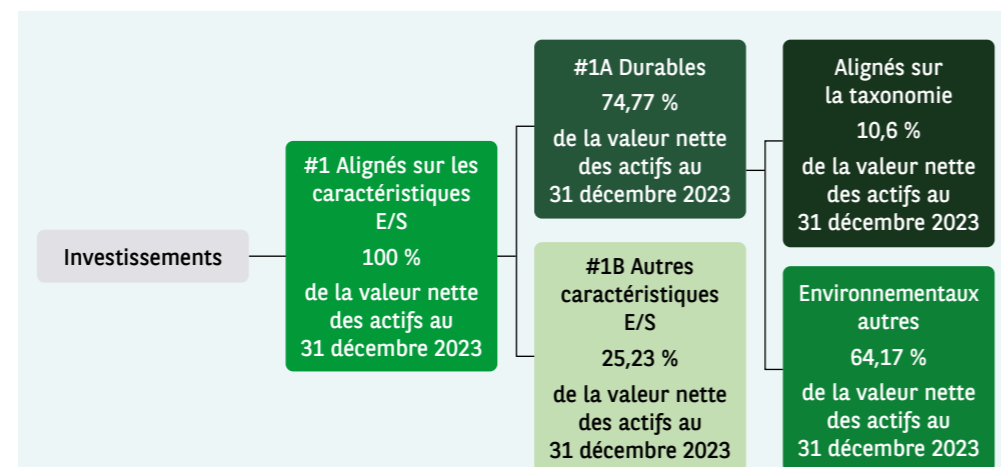 Investissements
#1 Alignés sur les
caractéristiques
E/S
100 %
de la valeur nette
des actifs au
31 décembre 2023
#1A Durables
74,77 %
de la valeur nette
des actifs au
31 décembre 2023
#1B Autres
caractéristiques
E/S
25,23 %
de la valeur nette
des actifs au
31 décembre 2023
Alignés sur
la taxonomie
10,6 %
de la valeur nette
des actifs au
31 décembre 2023
Environnementaux
autres
64,17 %
de la valeur nette
des actifs au
31 décembre 2023